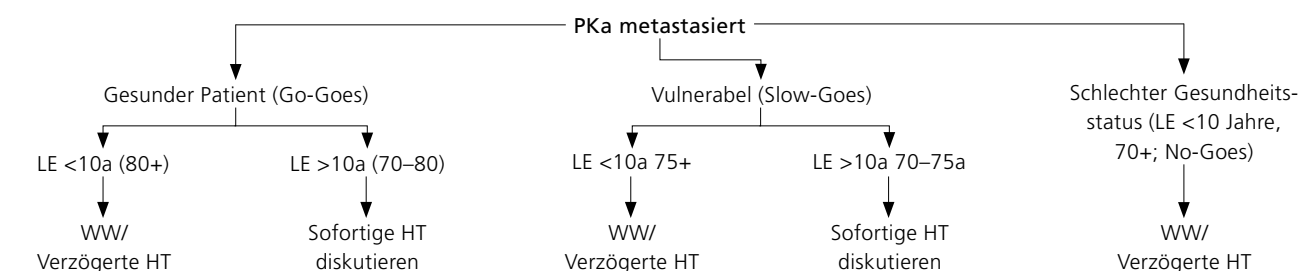 PKa metastasiert
Gesunder Patient (Go-Goes)
Vulnerabel (Slow-Goes)
Schlechter Gesundheits-
status (LE <10 Jahre,
70+; No-Goes)
LE <10a (80+)
LE >10a (70–80)
LE <10a 75+
LE >10a 70–75a
WW/
Verzögerte HT
Sofortige HT
diskutieren
WW/
Verzögerte HT
Sofortige HT
diskutieren
WW/
Verzögerte HT